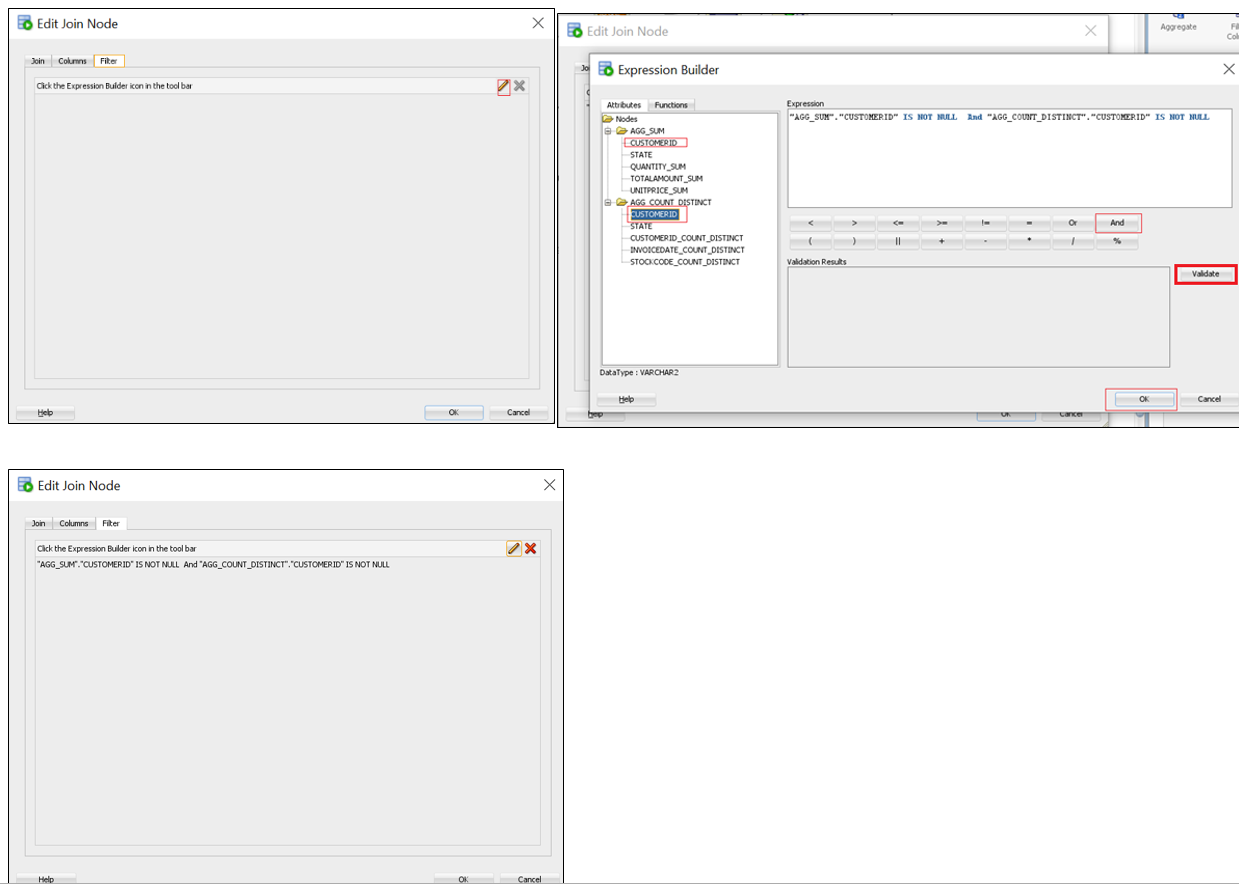 Edit Join Node
Join Columns Filter
Click the Expression Builder icon in the tool bar
Help OK Cancel
Edit Join Node
Aggregate
Expression Builder
Attributes Functions
Nodes
AGG_SUM
CUSTOMERID
STATE
QUANTITY_SUM
TOTALAMOUNT_SUM
UNITPRICE_SUM
AGG_COUNT_DISTINCT
CUSTOMERID
STATE
CUSTOMERID_COUNT_DISTINCT
INVOICEDATE_COUNT_DISTINCT
STOCKCODE_COUNT_DISTINCT
DataType : VARCHAR2
Expression
"AGG_SUM"."CUSTOMERID" IS NOT NULL And "AGG_COUNT_DISTINCT"."CUSTOMERID" IS NOT NULL
< > <= >= != = Or And
( ) || + - * / %
Validation Results
Validate
Help OK Cancel
Edit Join Node
Join Columns Filter
Click the Expression Builder icon in the tool bar
"AGG_SUM"."CUSTOMERID" IS NOT NULL And "AGG_COUNT_DISTINCT"."CUSTOMERID" IS NOT NULL
Help OK Cancel